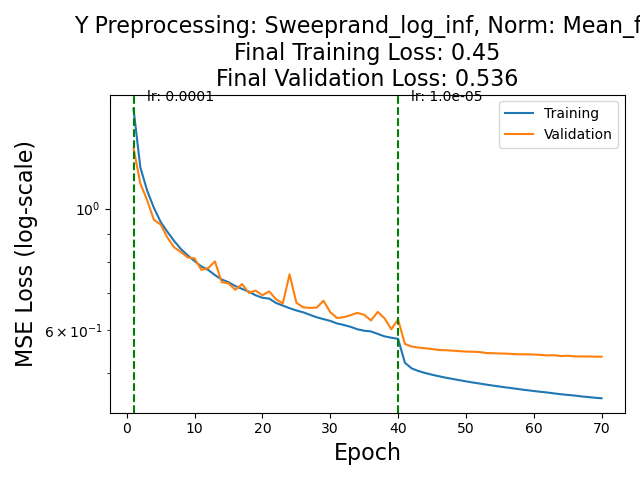 Y Preprocessing: Sweeprand_log_inf, Norm: Mean_f
Final Training Loss: 0.45
Final Validation Loss: 0.536
lr: 0.0001
lr: 1.0e-05
Training
Validation
MSE Loss (log-scale)
10⁰
6 × 10⁻¹
0 10 20 30 40 50 60 70
Epoch